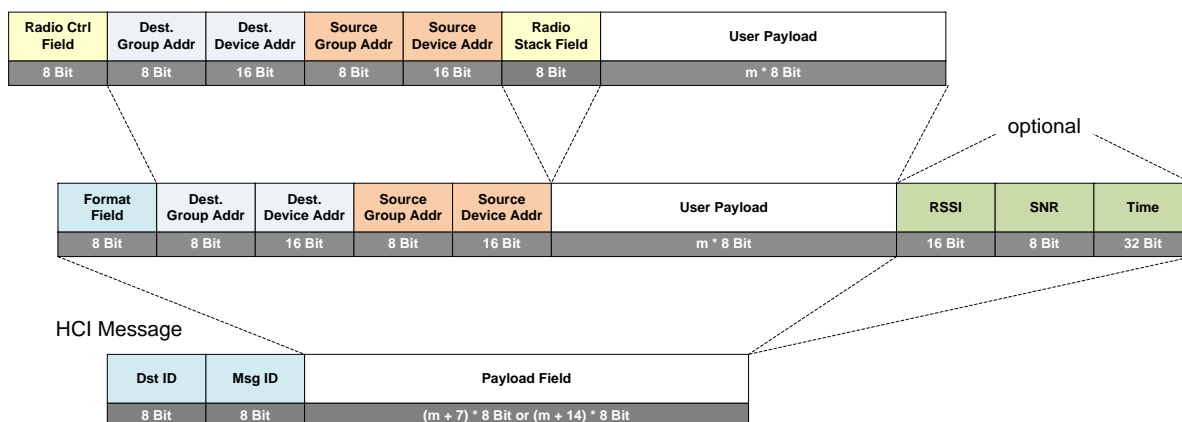 Radio Ctrl Field
Dest. Group Addr
Dest. Device Addr
Source Group Addr
Source Device Addr
Radio Stack Field
User Payload
8 Bit
8 Bit
16 Bit
8 Bit
16 Bit
8 Bit
m * 8 Bit
optional
Format Field
Dest. Group Addr
Dest. Device Addr
Source Group Addr
Source Device Addr
User Payload
RSSI
SNR
Time
8 Bit
8 Bit
16 Bit
8 Bit
16 Bit
m * 8 Bit
16 Bit
8 Bit
32 Bit
HCI Message
Dst ID
Msg ID
Payload Field
8 Bit
8 Bit
(m + 7) * 8 Bit or (m + 14) * 8 Bit